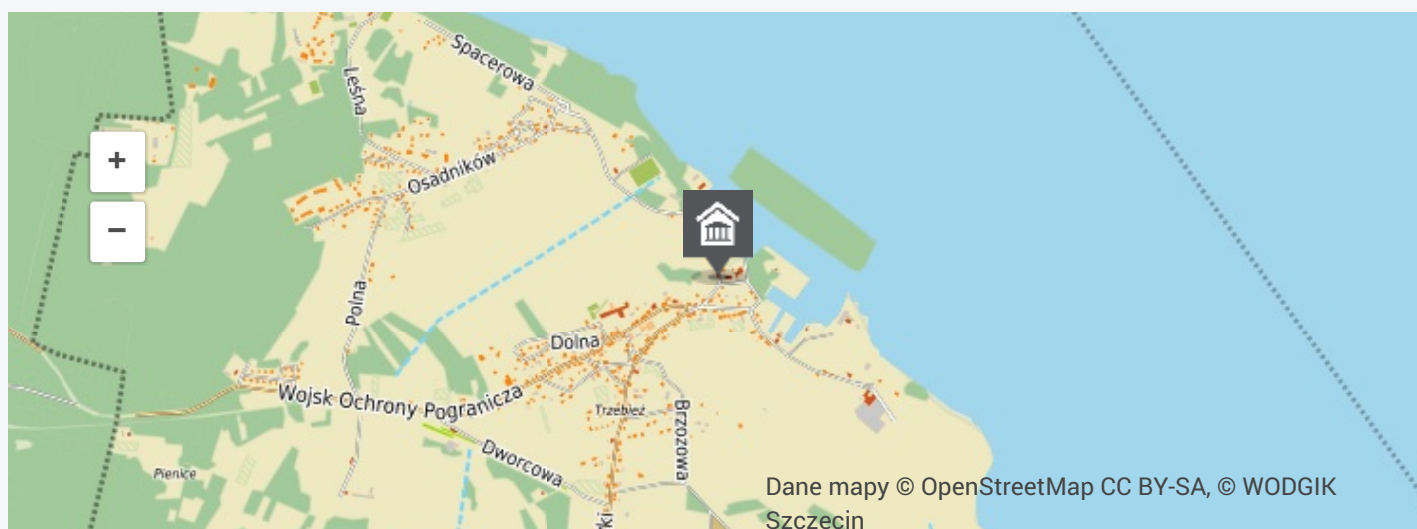 Spacerowa
Leśna
+
Osadników
−
Polna
Dolna
Wojsk Ochrony Pogranicza
Trzebież
Brzozowa
Dworcowa
Pienice
Dane mapy © OpenStreetMap CC BY-SA, © WODGIK
Szczecin